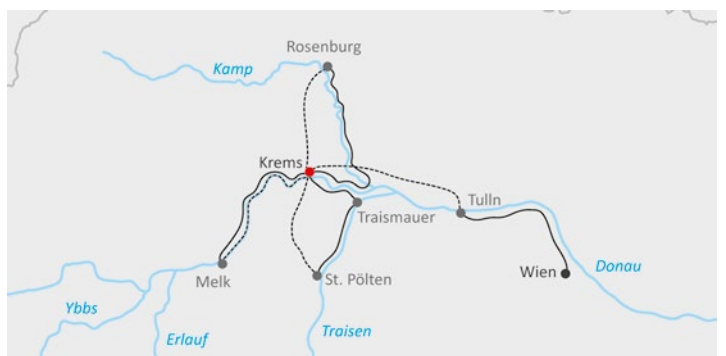 Rosenburg
Kamp
Krems
Tulln
Traismauer
Donau
Wien
Melk
St. Pölten
Ybbs
Erlauf
Traisen